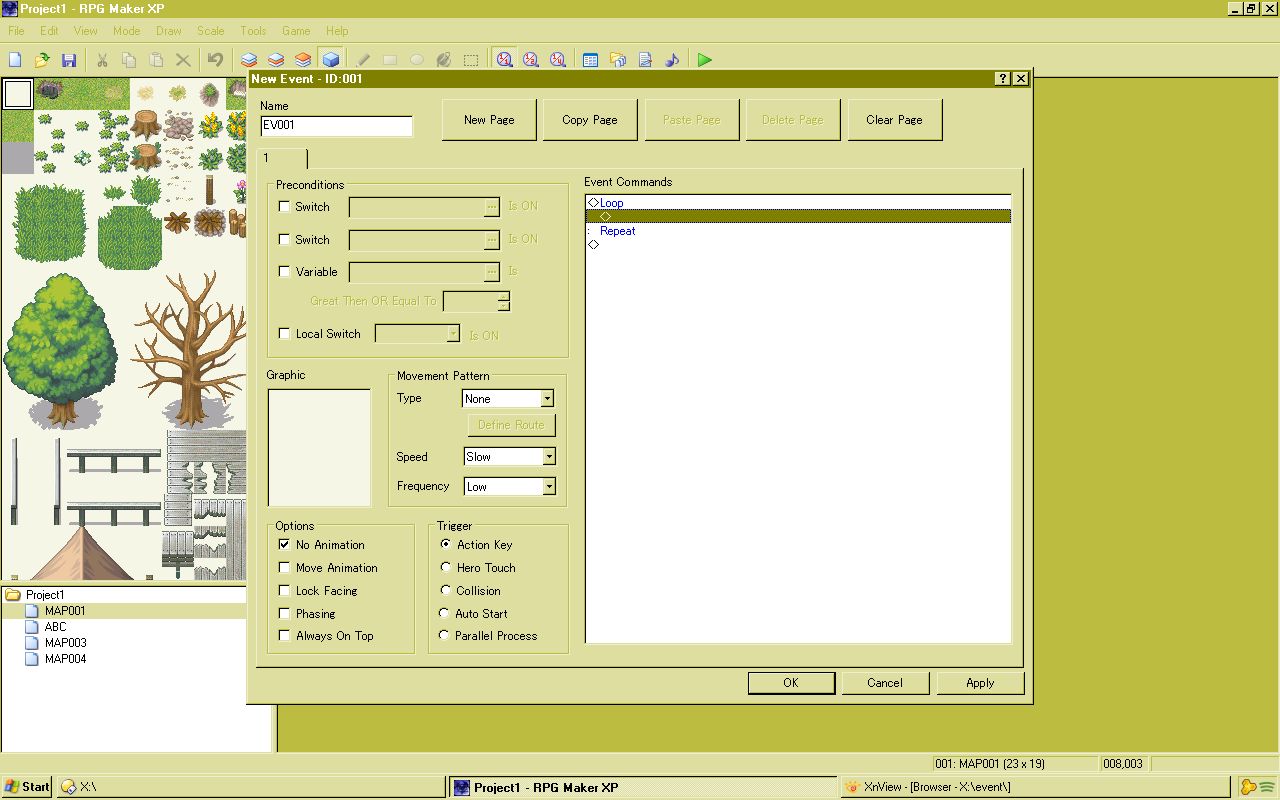 Project1 - RPG Maker XP
File Edit View Mode Draw Scale Tools Game Help
New Event - ID:001
Name
EV001
New Page Copy Page Paste Page Delete Page Clear Page
1
Preconditions
Switch ... Is ON
Switch ... Is ON
Variable ... Is
Great Then OR Equal To
Local Switch Is ON
Graphic
Movement Pattern
Type None
Define Route
Speed Slow
Frequency Low
Options
No Animation
Move Animation
Lock Facing
Phasing
Always On Top
Trigger
Action Key
Hero Touch
Collision
Auto Start
Parallel Process
Event Commands
◇Loop
◇
: Repeat
◇
OK Cancel Apply
Project1
MAP001
ABC
MAP003
MAP004
001: MAP001 (23 x 19) 008,003
Start X:\ Project1 - RPG Maker XP XnView - [Browser - X:\event\]